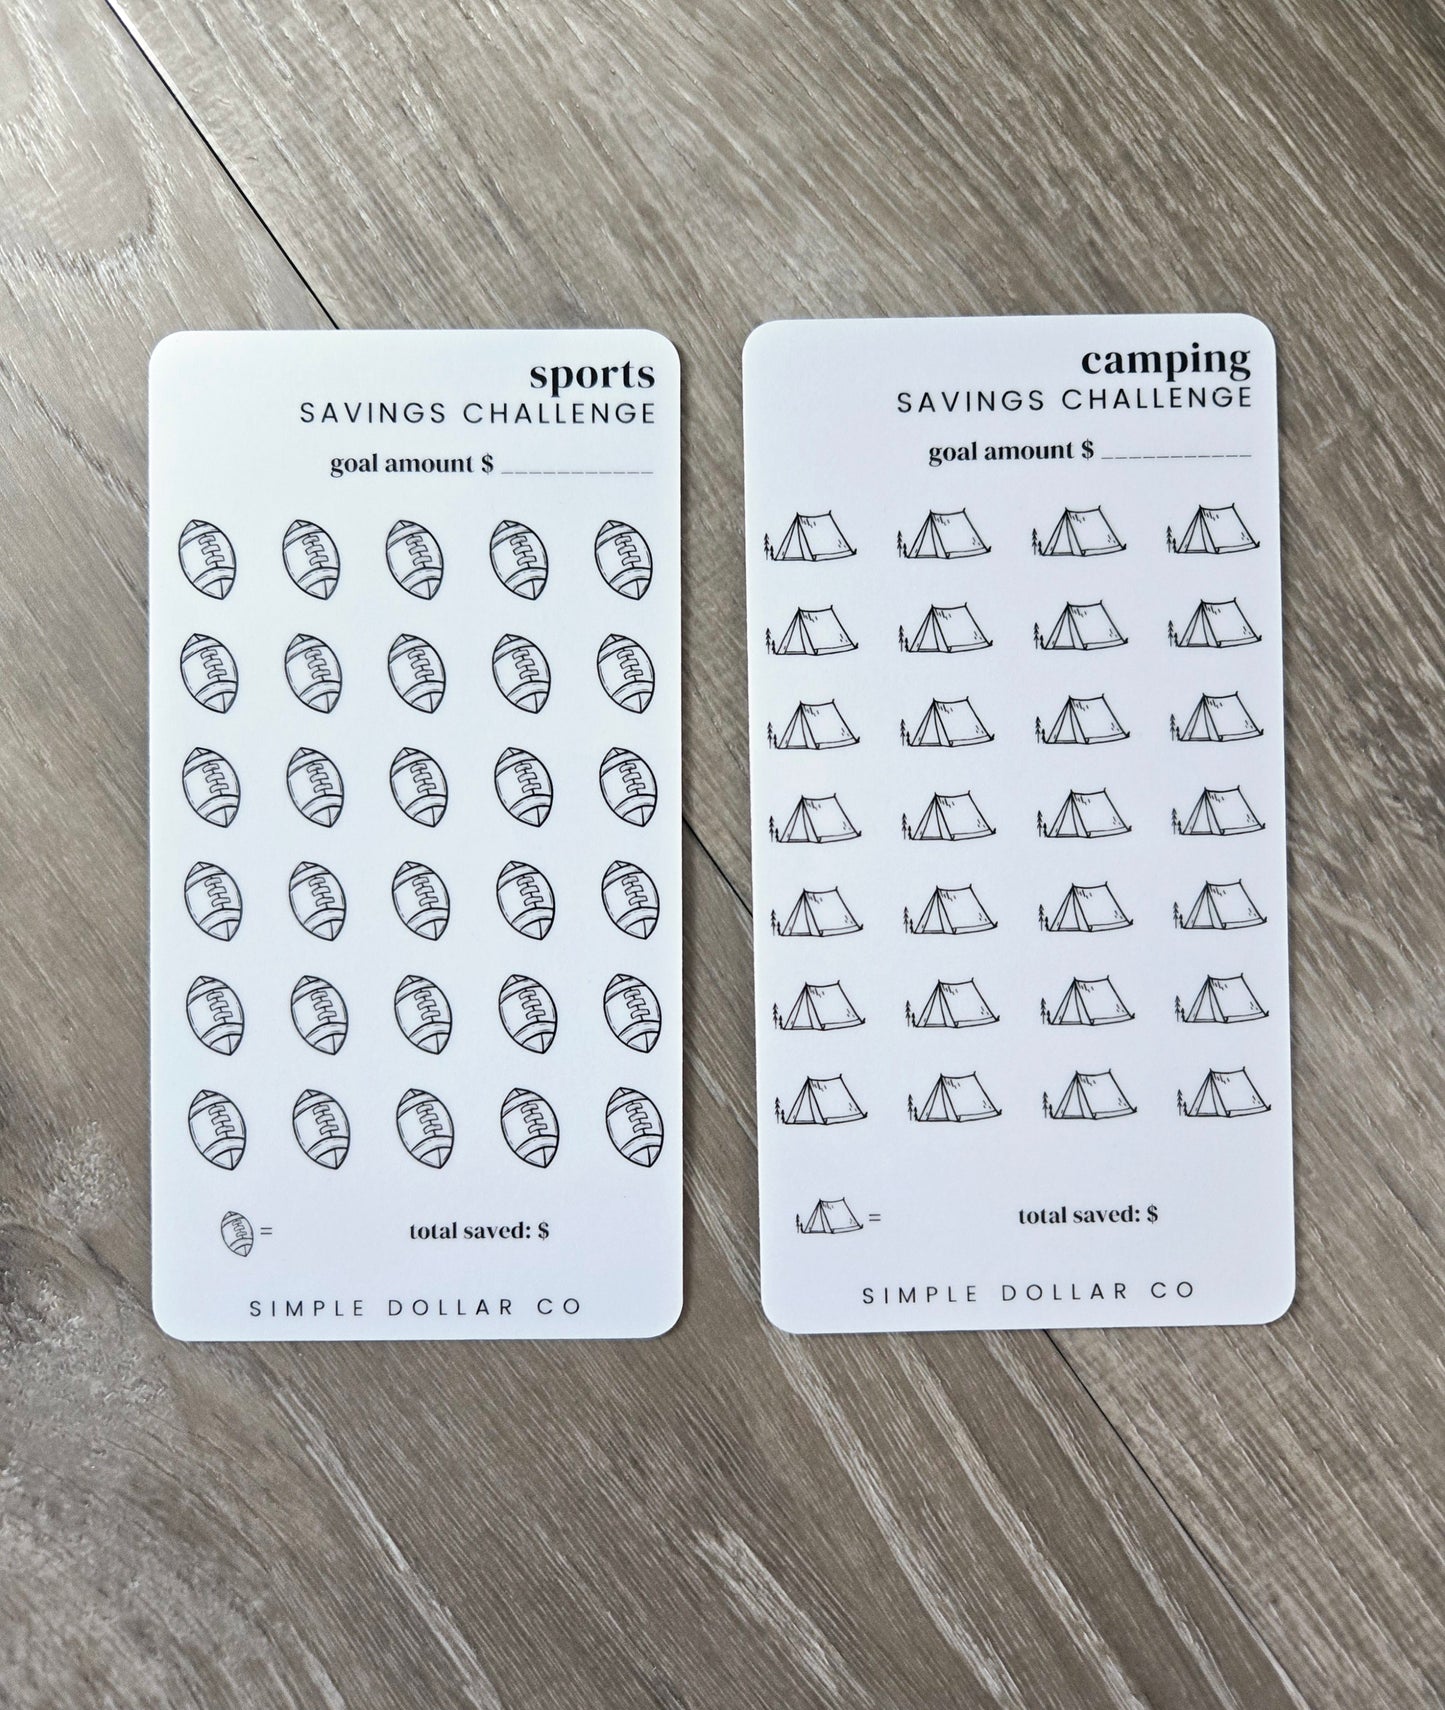 sports
SAVINGS CHALLENGE
goal amount $ ___________
=
total saved: $
SIMPLE DOLLAR CO
camping
SAVINGS CHALLENGE
goal amount $ ___________
=
total saved: $
SIMPLE DOLLAR CO